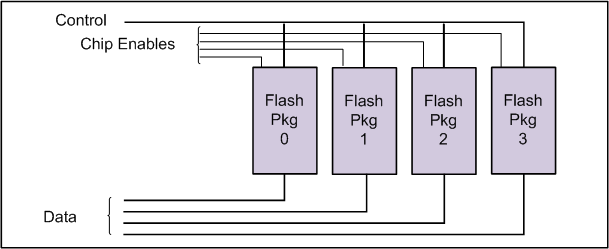 Control
Chip Enables
Flash
Pkg
0
Flash
Pkg
1
Flash
Pkg
2
Flash
Pkg
3
Data